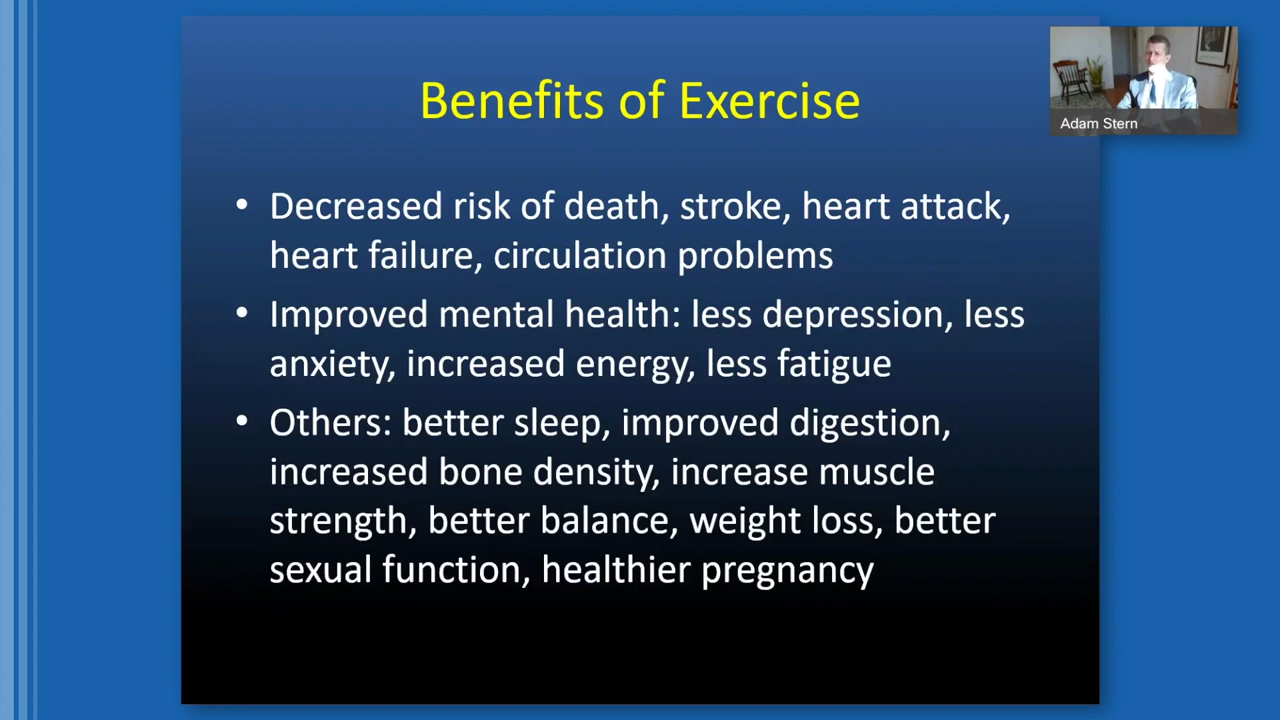 Benefits of Exercise
Adam Stern
• Decreased risk of death, stroke, heart attack,
heart failure, circulation problems
• Improved mental health: less depression, less
anxiety, increased energy, less fatigue
• Others: better sleep, improved digestion,
increased bone density, increase muscle
strength, better balance, weight loss, better
sexual function, healthier pregnancy